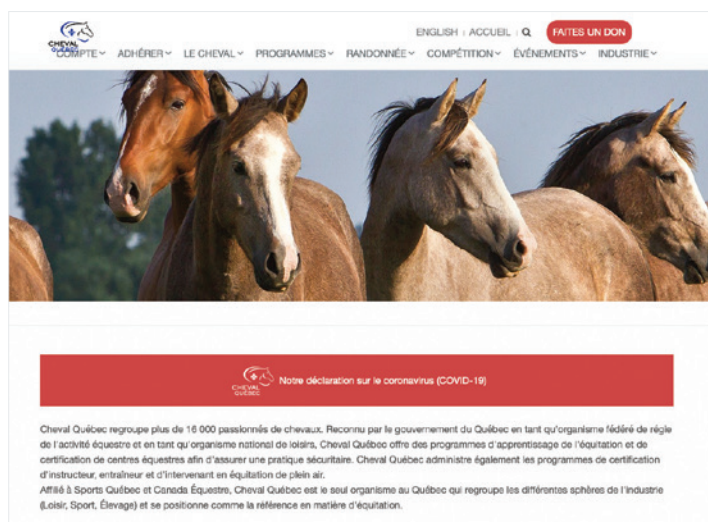 ENGLISH | ACCUEIL | FAITES UN DON
CHEVAL
QUÉBEC
COMPTE ADHÉRER LE CHEVAL PROGRAMMES RANDONNÉE COMPÉTITION ÉVÉNEMENTS INDUSTRIE
CHEVAL
QUÉBEC
Notre déclaration sur le coronavirus (COVID-19)
Cheval Québec regroupe plus de 16 000 passionnés de chevaux. Reconnu par le gouvernement du Québec en tant qu'organisme fédéré de régie
de l'activité équestre et en tant qu'organisme national de loisirs, Cheval Québec offre des programmes d'apprentissage de l'équitation et de
certification de centres équestres afin d'assurer une pratique sécuritaire. Cheval Québec administre également les programmes de certification
d'instructeur, entraîneur et d'intervenant en équitation de plein air.
Affilié à Sports Québec et Canada Équestre, Cheval Québec est le seul organisme au Québec qui regroupe les différentes sphères de l'industrie
(Loisir, Sport, Élevage) et se positionne comme la référence en matière d'équitation.